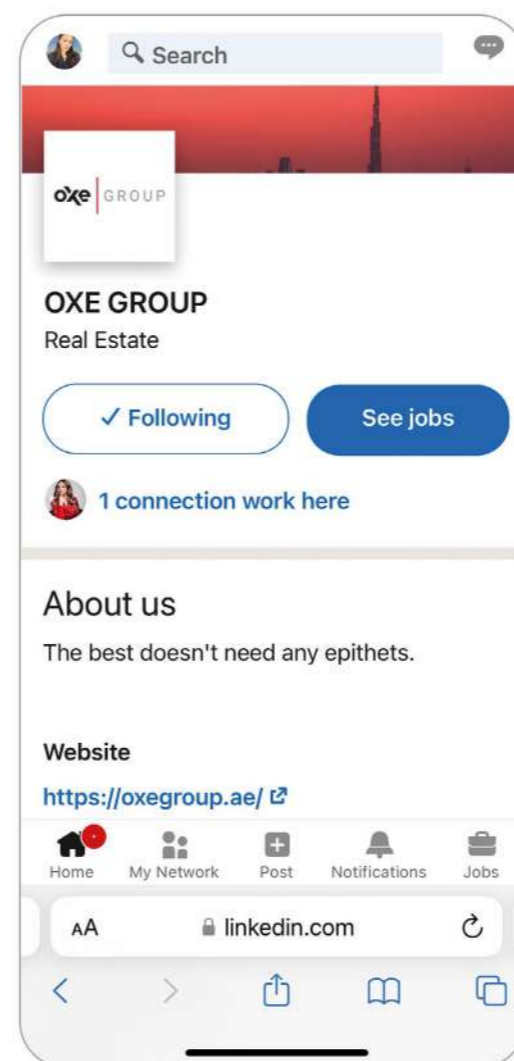 Search
oxe GROUP
OXE GROUP
Real Estate
✓ Following
See jobs
1 connection work here
About us
The best doesn't need any epithets.
Website
https://oxegroup.ae/
Home
My Network
Post
Notifications
Jobs
AA
linkedin.com